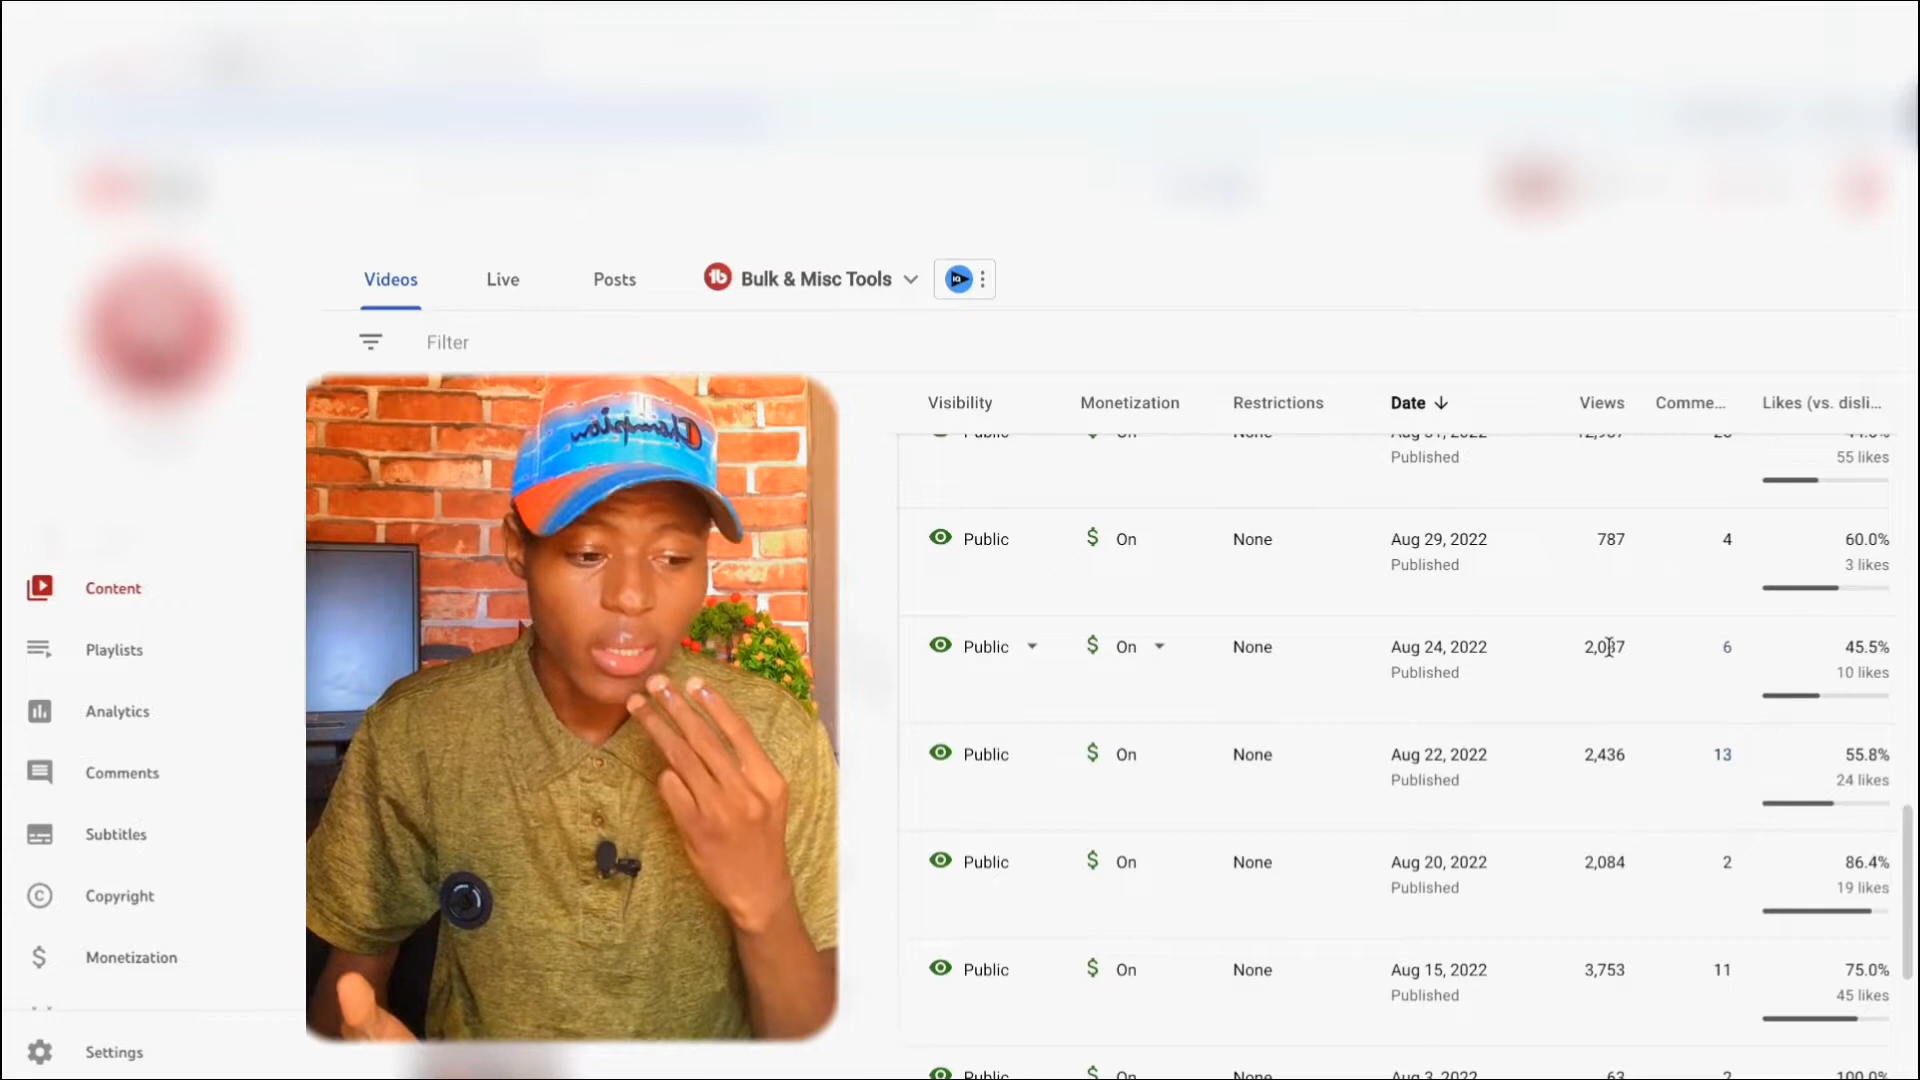 Videos
Live
Posts
Bulk & Misc Tools
Filter
Visibility
Monetization
Restrictions
Date
Views
Comme...
Likes (vs. disli...
Published
55 likes
Public
On
None
Aug 29, 2022
787
4
60.0%
Published
3 likes
Public
On
None
Aug 24, 2022
6
45.5%
Published
10 likes
Public
On
None
Aug 22, 2022
2,436
13
55.8%
Published
24 likes
Public
On
None
Aug 20, 2022
2,084
2
86.4%
Published
19 likes
Public
On
None
Aug 15, 2022
3,753
11
75.0%
Published
45 likes
Content
Playlists
Analytics
Comments
Subtitles
Copyright
Monetization
Settings
Champion